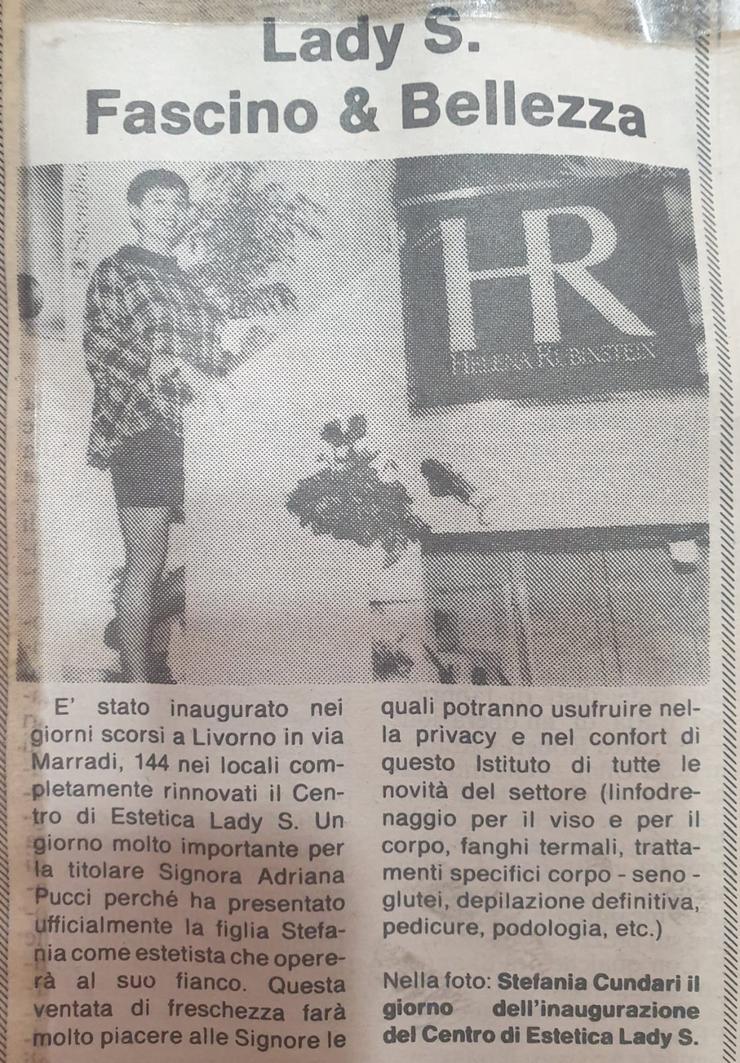 Lady S.
Fascino & Bellezza
HR
HELENA RUBINSTEIN
E' stato inaugurato nei
giorni scorsi a Livorno in via
Marradi, 144 nei locali com-
pletamente rinnovati il Cen-
tro di Estetica Lady S. Un
giorno molto importante per
la titolare Signora Adriana
Pucci perché ha presentato
ufficialmente la figlia Stefa-
nia come estetista che opere-
rà al suo fianco. Questa
ventata di freschezza farà
molto piacere alle Signore le
quali potranno usufruire nel-
la privacy e nel confort di
questo Istituto di tutte le
novità del settore (linfodre-
naggio per il viso e per il
corpo, fanghi termali, tratta-
menti specifici corpo - seno -
glutei, depilazione definitiva,
pedicure, podologia, etc.)
Nella foto: Stefania Cundari il
giorno dell'inaugurazione
del Centro di Estetica Lady S.